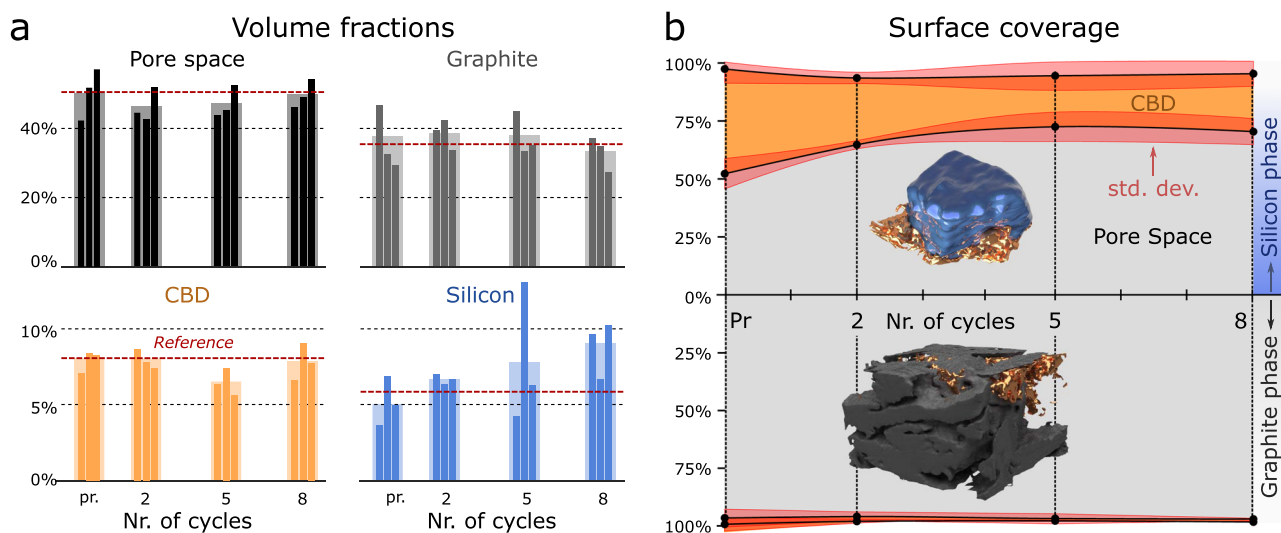 a
Volume fractions
Pore space
Graphite
40%
20%
0%
CBD
Silicon
10%
Reference
5%
0%
pr.
2
5
8
2
5
8
pr.
Nr. of cycles
Nr. of cycles
b
Surface coverage
100%
75%
50%
25%
0%
25%
50%
75%
100%
CBD
std. dev.
Pore Space
Pr
2
Nr. of cycles
5
8
Silicon phase
Graphite phase